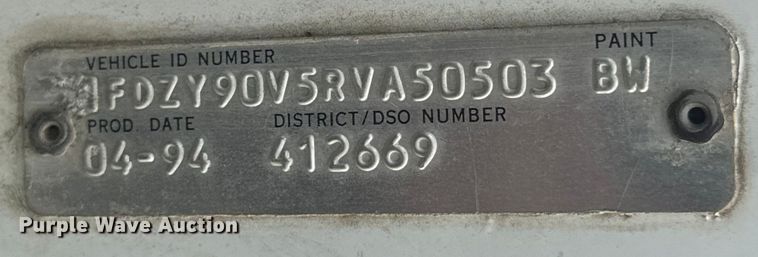 VEHICLE ID NUMBER PAINT
1FDZY90V5RVA50503 BW
PROD. DATE DISTRICT/DSO NUMBER
04-94 412669
Purple Wave Auction